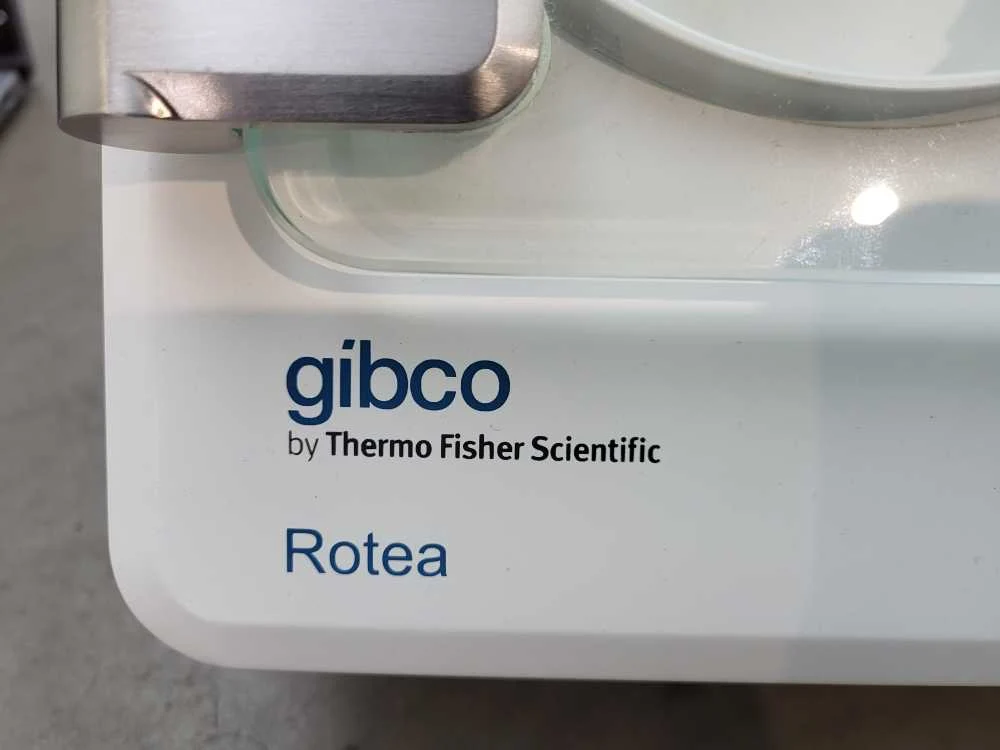 gibco
by Thermo Fisher Scientific
Rotea